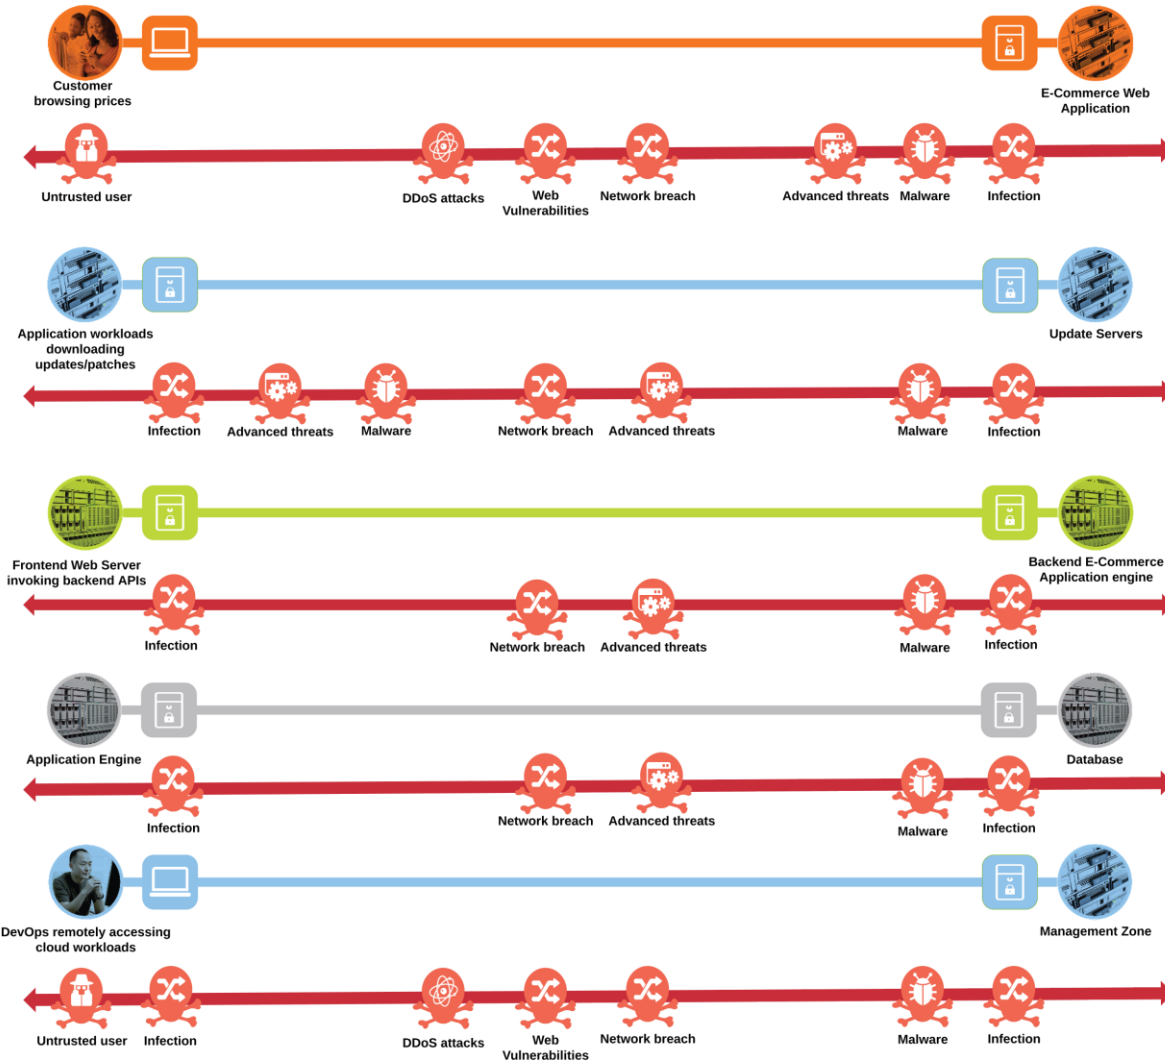 Customer
browsing prices
E-Commerce Web
Application
Untrusted user
DDoS attacks
Web
Vulnerabilities
Network breach
Advanced threats
Malware
Infection
Application workloads
downloading
updates/patches
Update Servers
Infection
Advanced threats
Malware
Network breach
Advanced threats
Malware
Infection
Frontend Web Server
invoking backend APIs
Backend E-Commerce
Application engine
Infection
Network breach
Advanced threats
Malware
Infection
Application Engine
Database
Infection
Network breach
Advanced threats
Malware
Infection
DevOps remotely accessing
cloud workloads
Management Zone
Untrusted user
Infection
DDoS attacks
Web
Vulnerabilities
Network breach
Malware
Infection